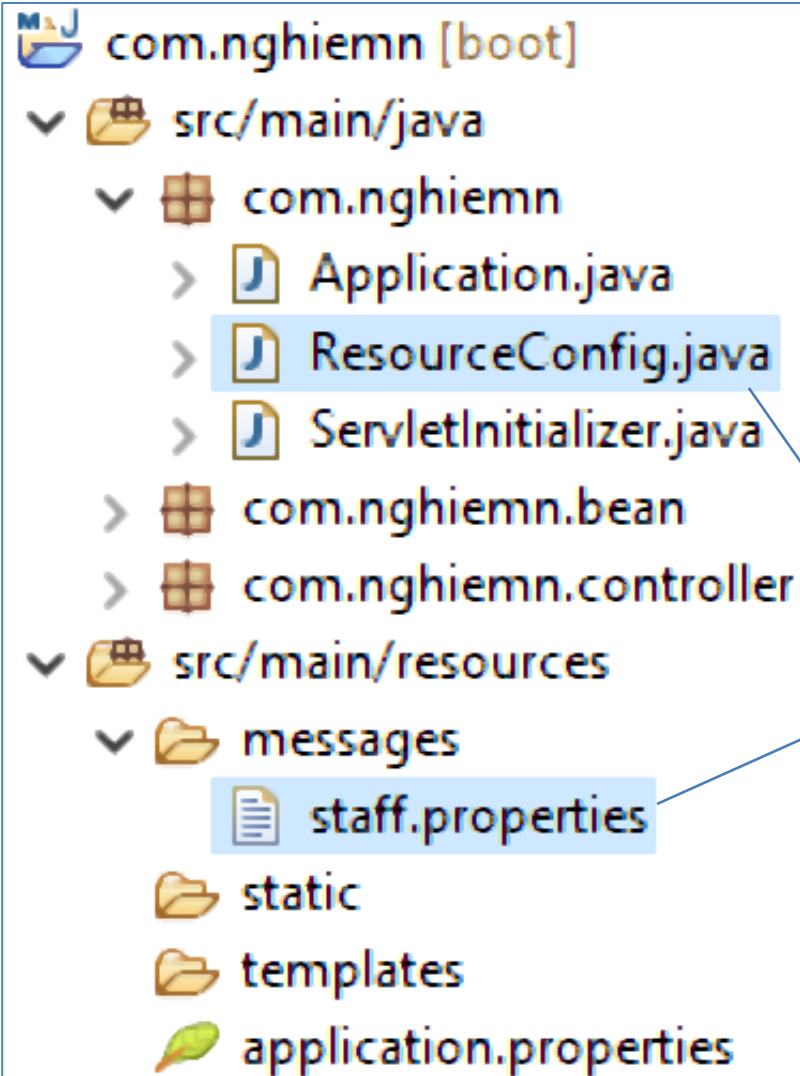 com.nghiemn [boot]
src/main/java
com.nghiemn
Application.java
ResourceConfig.java
ServletInitializer.java
com.nghiemn.bean
com.nghiemn.controller
src/main/resources
messages
staff.properties
static
templates
application.properties